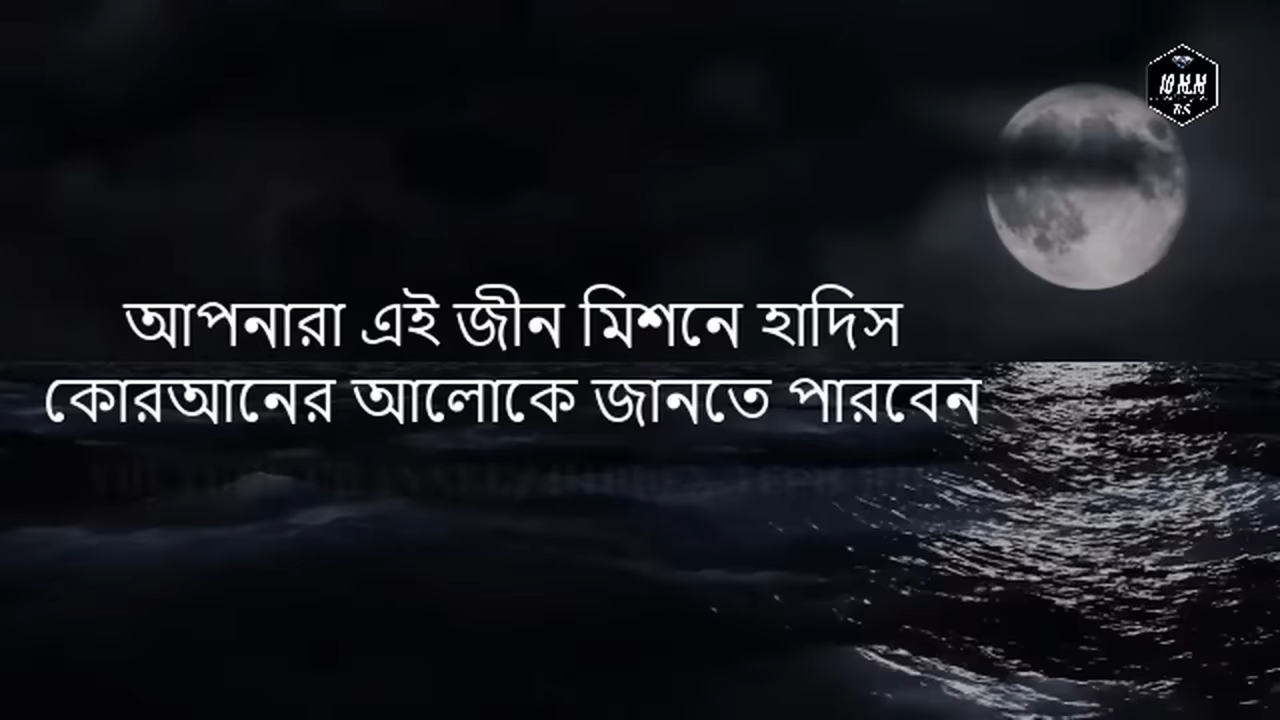 আপনারা এই জীন মিশনে হাদিস
কোরআনের আলোকে জানতে পারবেন